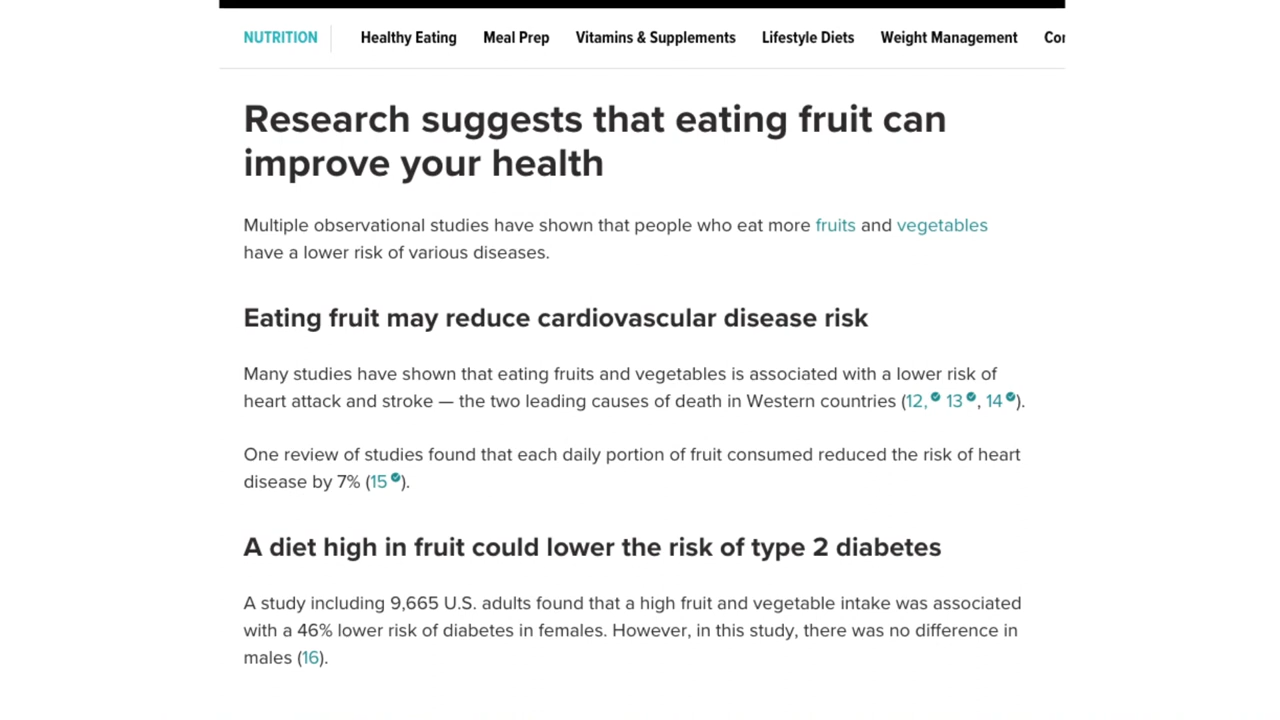 NUTRITION Healthy Eating Meal Prep Vitamins & Supplements Lifestyle Diets Weight Management
Research suggests that eating fruit can
improve your health
Multiple observational studies have shown that people who eat more fruits and vegetables
have a lower risk of various diseases.
Eating fruit may reduce cardiovascular disease risk
Many studies have shown that eating fruits and vegetables is associated with a lower risk of
heart attack and stroke — the two leading causes of death in Western countries (12, 13, 14).
One review of studies found that each daily portion of fruit consumed reduced the risk of heart
disease by 7% (15).
A diet high in fruit could lower the risk of type 2 diabetes
A study including 9,665 U.S. adults found that a high fruit and vegetable intake was associated
with a 46% lower risk of diabetes in females. However, in this study, there was no difference in
males (16).